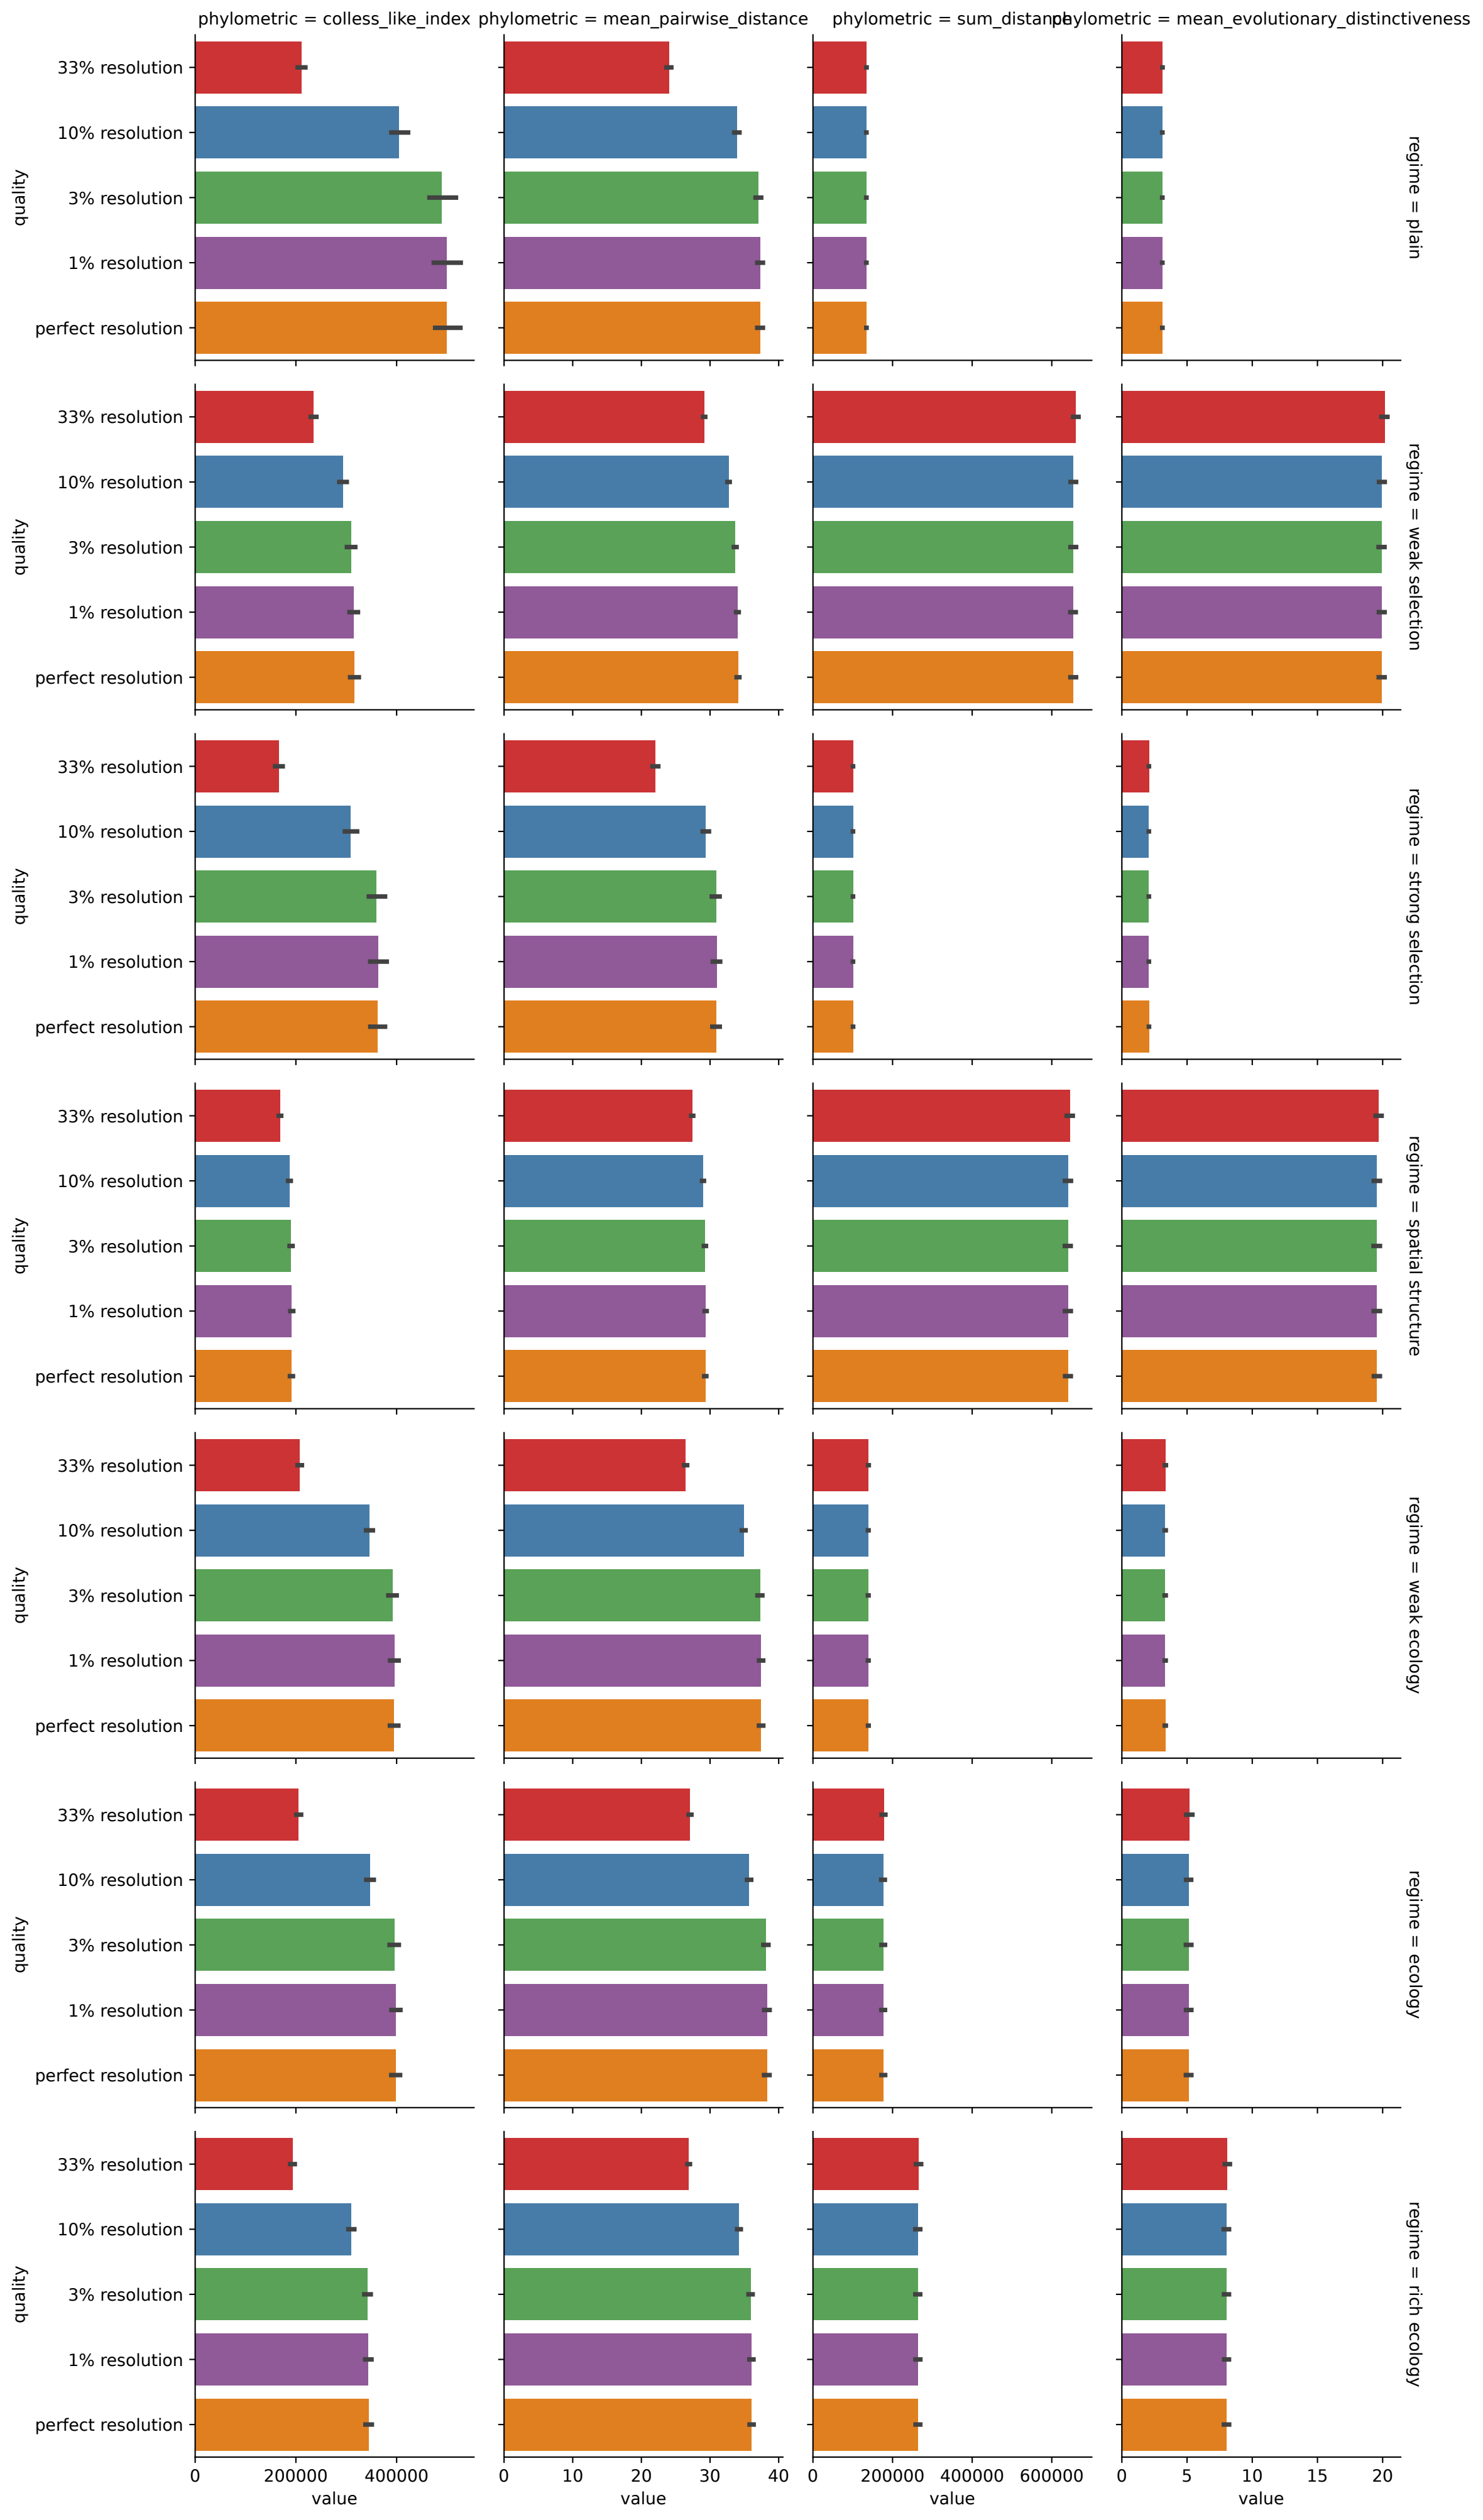 phylometric = colless_like_index
phylometric = mean_pairwise_distance
phylometric = sum_distance
phylometric = mean_evolutionary_distinctiveness
quality
33% resolution
10% resolution
3% resolution
1% resolution
perfect resolution
regime = plain
quality
33% resolution
10% resolution
3% resolution
1% resolution
perfect resolution
regime = weak selection
quality
33% resolution
10% resolution
3% resolution
1% resolution
perfect resolution
regime = strong selection
quality
33% resolution
10% resolution
3% resolution
1% resolution
perfect resolution
regime = spatial structure
quality
33% resolution
10% resolution
3% resolution
1% resolution
perfect resolution
regime = weak ecology
quality
33% resolution
10% resolution
3% resolution
1% resolution
perfect resolution
regime = ecology
quality
33% resolution
10% resolution
3% resolution
1% resolution
perfect resolution
regime = rich ecology
0 200000 400000
0 10 20 30 40
0 200000 400000 600000
0 5 10 15 20
value
value
value
value